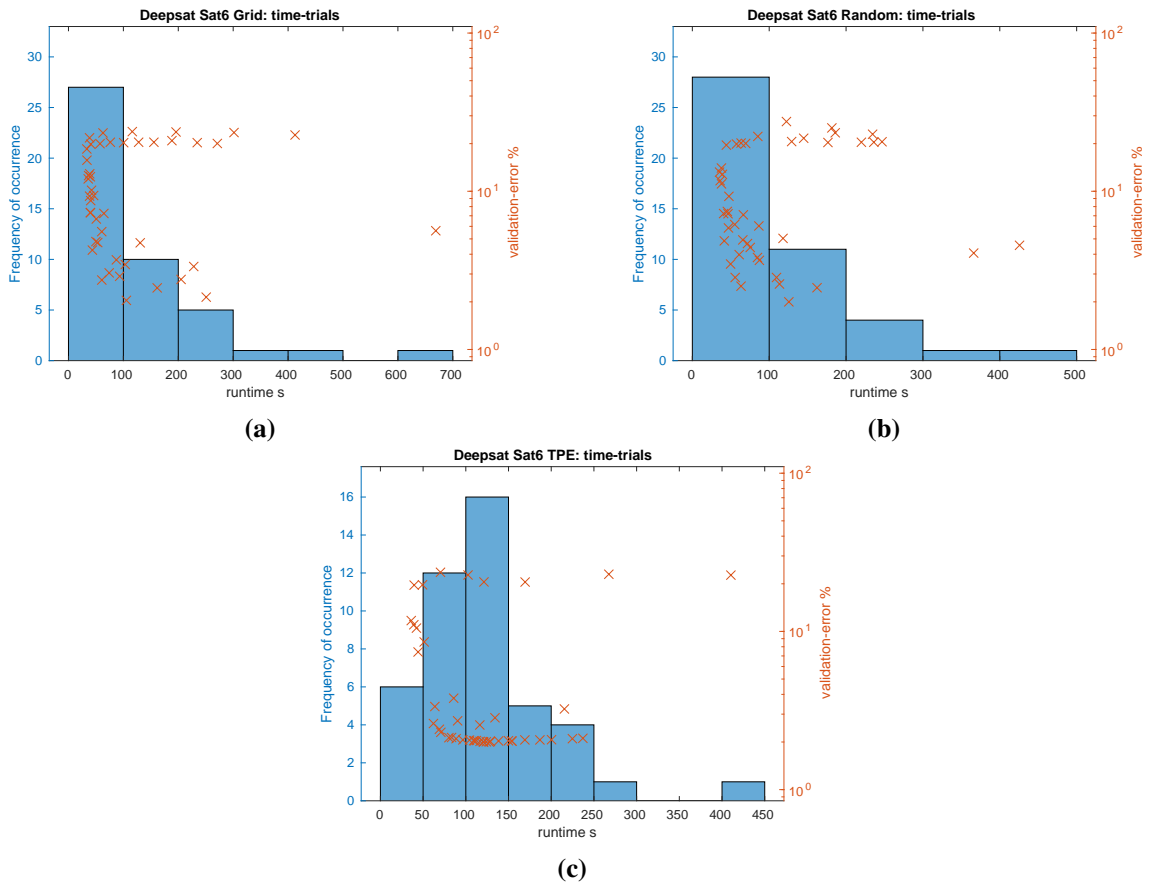 Deepsat Sat6 Grid: time-trials
Frequency of occurrence
30
25
20
15
10
5
0
0 100 200 300 400 500 600 700
runtime s
10^2
10^1
10^0
validation-error %
(a)
Deepsat Sat6 Random: time-trials
Frequency of occurrence
30
25
20
15
10
5
0
0 100 200 300 400 500
runtime s
10^2
10^1
10^0
validation-error %
(b)
Deepsat Sat6 TPE: time-trials
Frequency of occurrence
16
14
12
10
8
6
4
2
0
0 50 100 150 200 250 300 350 400 450
runtime s
10^2
10^1
10^0
validation-error %
(c)